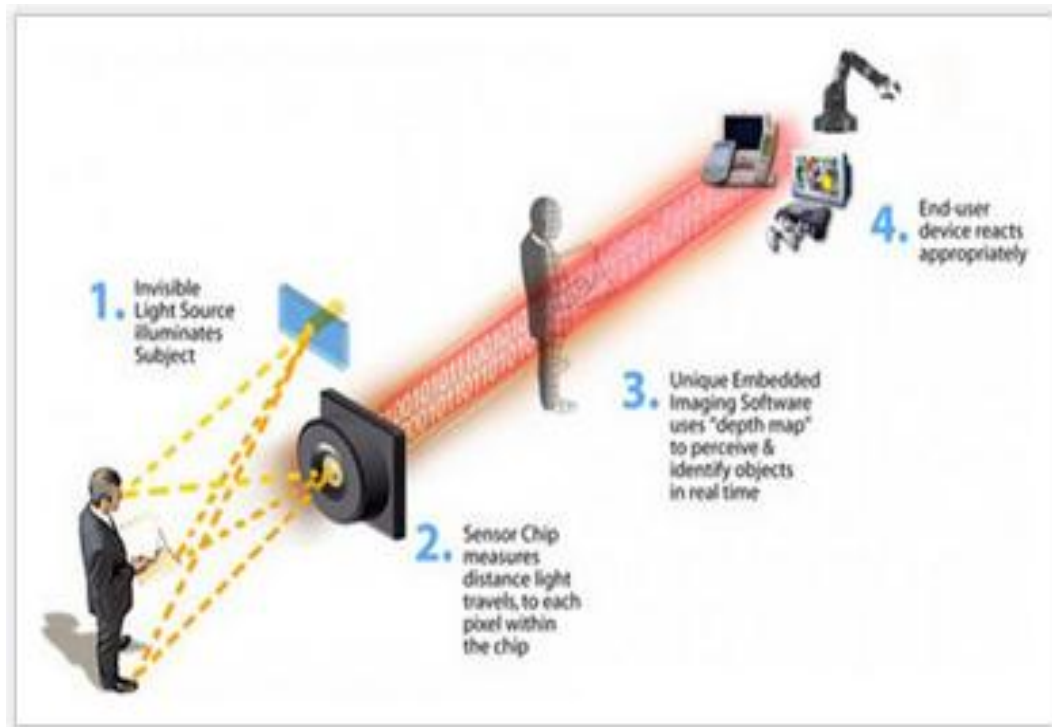 1. Invisible
Light Source
illuminates
Subject
2. Sensor Chip
measures
distance light
travels, to each
pixel within
the chip
3. Unique Embedded
Imaging Software
uses "depth map"
to perceive &
identify objects
in real time
4. End-user
device reacts
appropriately